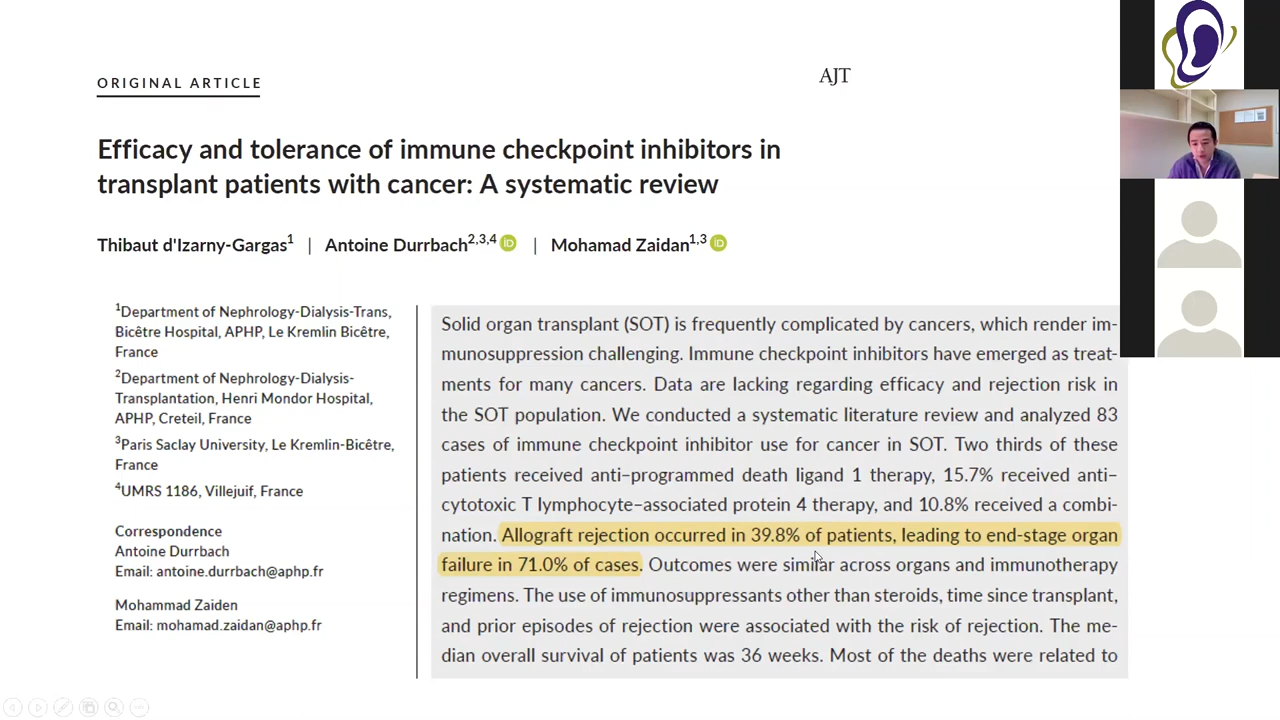 ORIGINAL ARTICLE
AJT
Efficacy and tolerance of immune checkpoint inhibitors in
transplant patients with cancer: A systematic review
Thibaut d'Izarny-Gargas1 | Antoine Durrbach2,3,4 iD | Mohamad Zaidan1,3 iD
1Department of Nephrology-Dialysis-Trans,
Bicêtre Hospital, APHP, Le Kremlin Bicêtre,
France
2Department of Nephrology-Dialysis-
Transplantation, Henri Mondor Hospital,
APHP, Creteil, France
3Paris Saclay University, Le Kremlin-Bicêtre,
France
4UMRS 1186, Villejuif, France
Correspondence
Antoine Durrbach
Email: antoine.durrbach@aphp.fr
Mohammad Zaiden
Email: mohamad.zaidan@aphp.fr
Solid organ transplant (SOT) is frequently complicated by cancers, which render im-
munosuppression challenging. Immune checkpoint inhibitors have emerged as treat-
ments for many cancers. Data are lacking regarding efficacy and rejection risk in
the SOT population. We conducted a systematic literature review and analyzed 83
cases of immune checkpoint inhibitor use for cancer in SOT. Two thirds of these
patients received anti–programmed death ligand 1 therapy, 15.7% received anti–
cytotoxic T lymphocyte–associated protein 4 therapy, and 10.8% received a combi-
nation. Allograft rejection occurred in 39.8% of patients, leading to end-stage organ
failure in 71.0% of cases. Outcomes were similar across organs and immunotherapy
regimens. The use of immunosuppressants other than steroids, time since transplant,
and prior episodes of rejection were associated with the risk of rejection. The me-
dian overall survival of patients was 36 weeks. Most of the deaths were related to